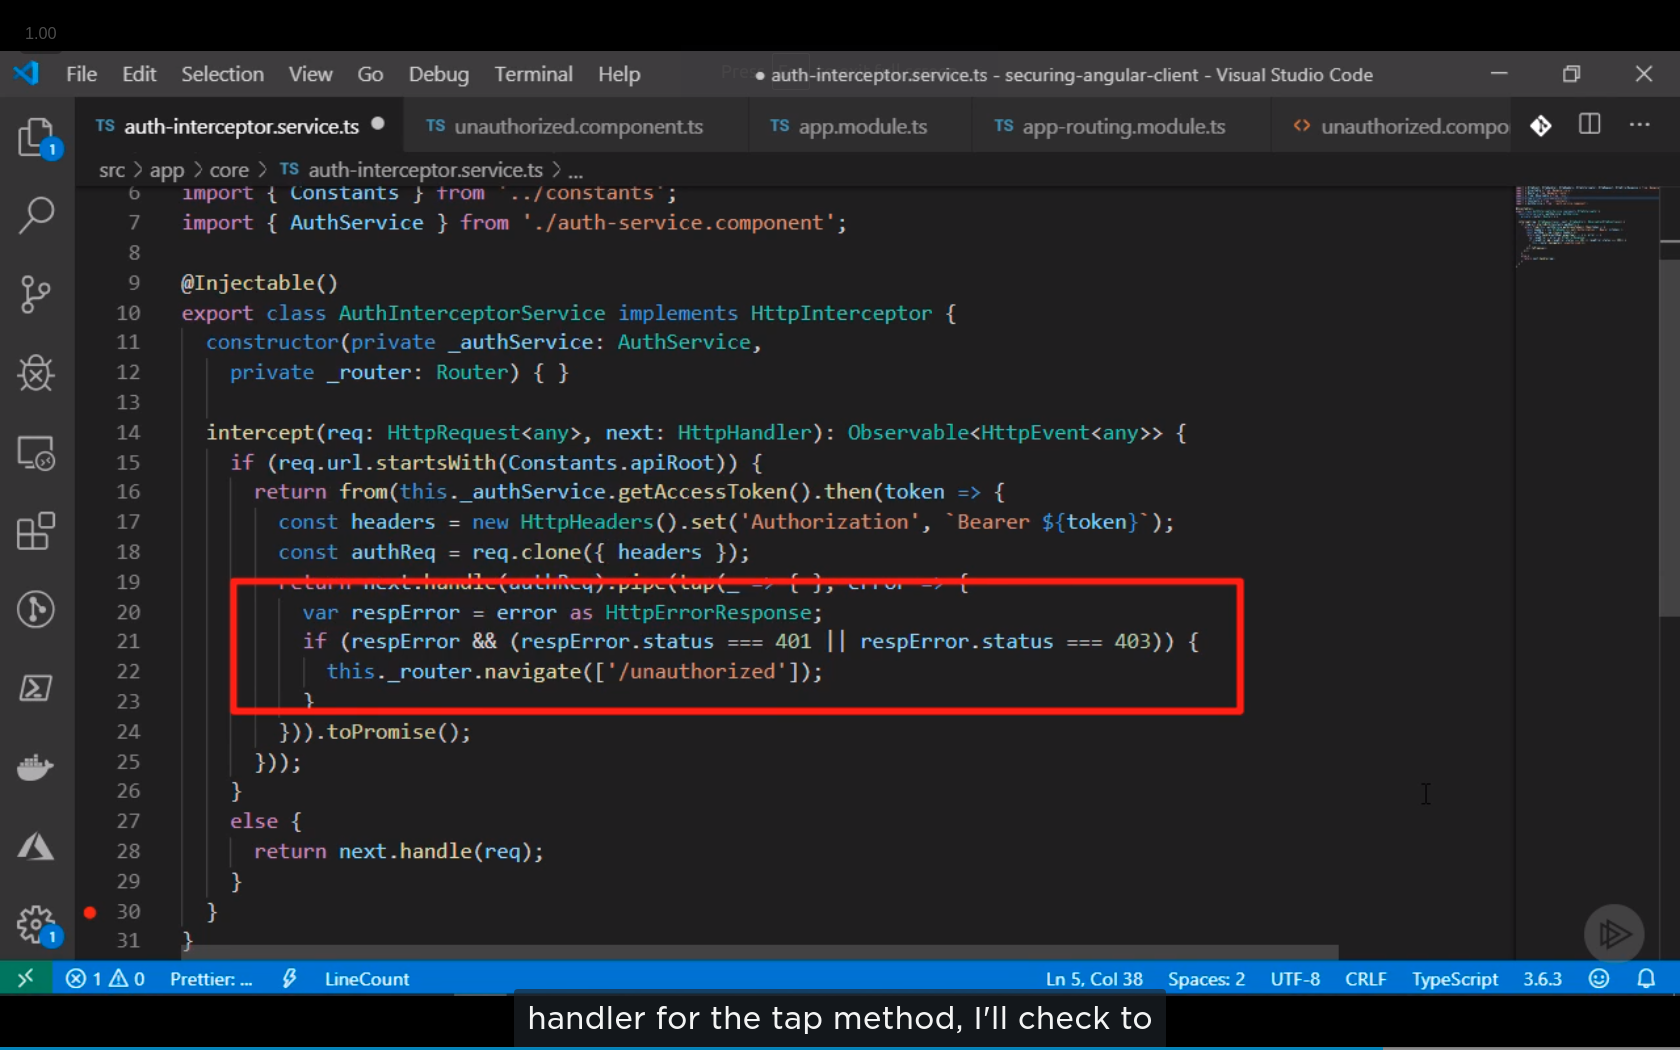 1.00
File Edit Selection View Go Debug Terminal Help ● auth-interceptor.service.ts - securing-angular-client - Visual Studio Code
TS auth-interceptor.service.ts ● TS unauthorized.component.ts TS app.module.ts TS app-routing.module.ts <> unauthorized.compo
src > app > core > TS auth-interceptor.service.ts > ...
6 import { Constants } from '../constants';
7 import { AuthService } from './auth-service.component';
8
9 @Injectable()
10 export class AuthInterceptorService implements HttpInterceptor {
11 constructor(private _authService: AuthService,
12 private _router: Router) { }
13
14 intercept(req: HttpRequest<any>, next: HttpHandler): Observable<HttpEvent<any>> {
15 if (req.url.startsWith(Constants.apiRoot)) {
16 return from(this._authService.getAccessToken().then(token => {
17 const headers = new HttpHeaders().set('Authorization', `Bearer ${token}`);
18 const authReq = req.clone({ headers });
19 return next.handle(authReq).pipe(tap(_ => { }, error => {
20 var respError = error as HttpErrorResponse;
21 if (respError && (respError.status === 401 || respError.status === 403)) {
22 this._router.navigate(['/unauthorized']);
23 }
24 })).toPromise();
25 }));
26 }
27 else {
28 return next.handle(req);
29 }
30 }
31 }
1
1
1 0 Prettier: ... LineCount Ln 5, Col 38 Spaces: 2 UTF-8 CRLF TypeScript 3.6.3
handler for the tap method, I'll check to